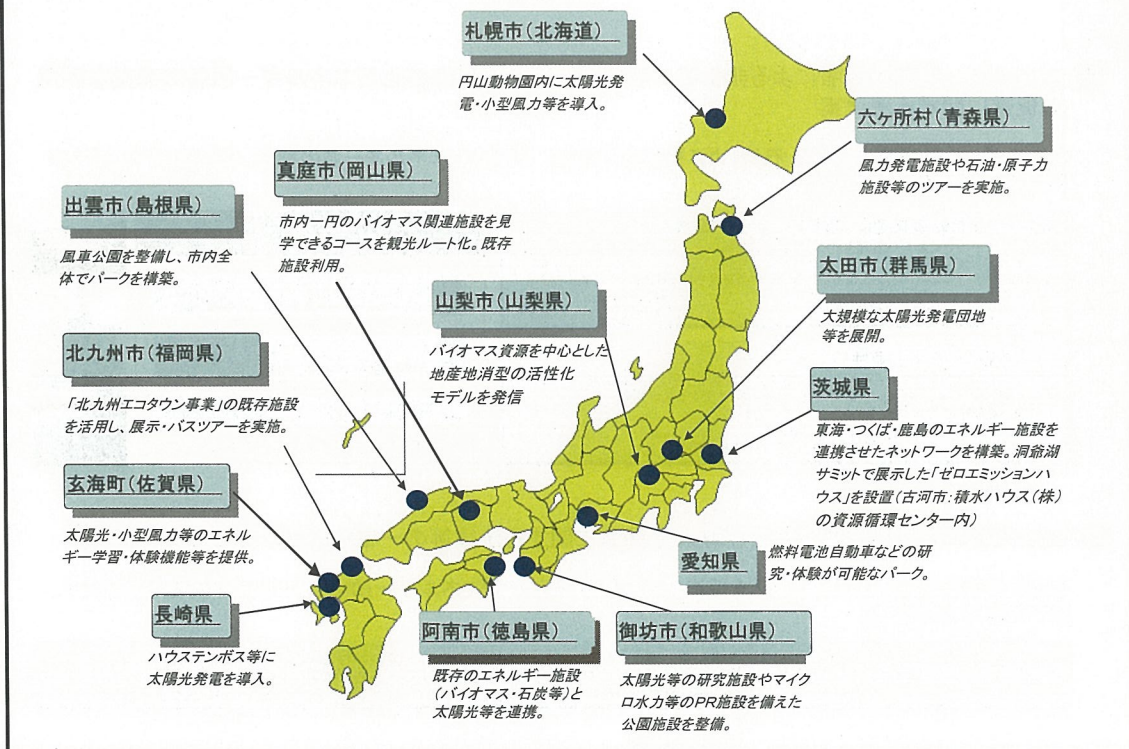 札幌市(北海道)
円山動物園内に太陽光発
電・小型風力等を導入。
六ヶ所村(青森県)
風力発電施設や石油・原子力
施設等のツアーを実施。
真庭市(岡山県)
市内一円のバイオマス関連施設を見
学できるコースを観光ルート化。既存
施設利用。
出雲市(島根県)
風車公園を整備し、市内全
体でパークを構築。
太田市(群馬県)
大規模な太陽光発電団地
等を展開。
山梨市(山梨県)
バイオマス資源を中心とした
地産地消型の活性化
モデルを発信
北九州市(福岡県)
「北九州エコタウン事業」の既存施設
を活用し、展示・バスツアーを実施。
茨城県
東海・つくば・鹿島のエネルギー施設を
連携させたネットワークを構築。洞爺湖
サミットで展示した「ゼロエミッションハ
ウス」を設置(古河市:積水ハウス(株)
の資源循環センター内)
玄海町(佐賀県)
太陽光・小型風力等のエネル
ギー学習・体験機能等を提供。
愛知県
燃料電池自動車などの研
究・体験が可能なパーク。
長崎県
ハウステンボス等に
太陽光発電を導入。
阿南市(徳島県)
既存のエネルギー施設
(バイオマス・石炭等)と
太陽光等を連携。
御坊市(和歌山県)
太陽光等の研究施設やマイク
ロ水力等のPR施設を備えた
公園施設を整備。